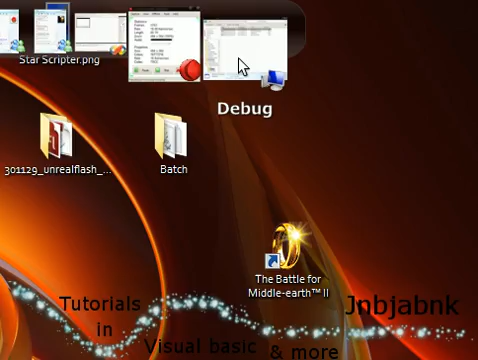 Star Scripter.png
Debug
301129_unrealflash_...
Batch
The Battle for
Middle-earth™ II
Jnbjabnk
Tutorials
in
Visual basic
& more